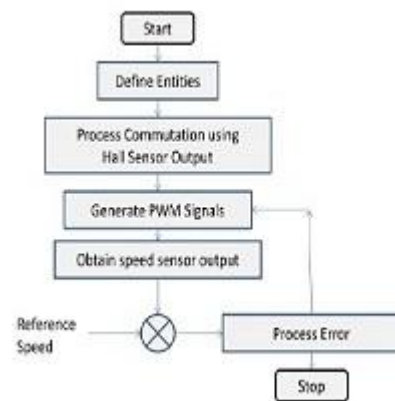 Start
Define Entities
Process Commutation using
Hall Sensor Output
Generate PWM Signals
Obtain speed sensor output
Reference
Speed
Process Error
Stop